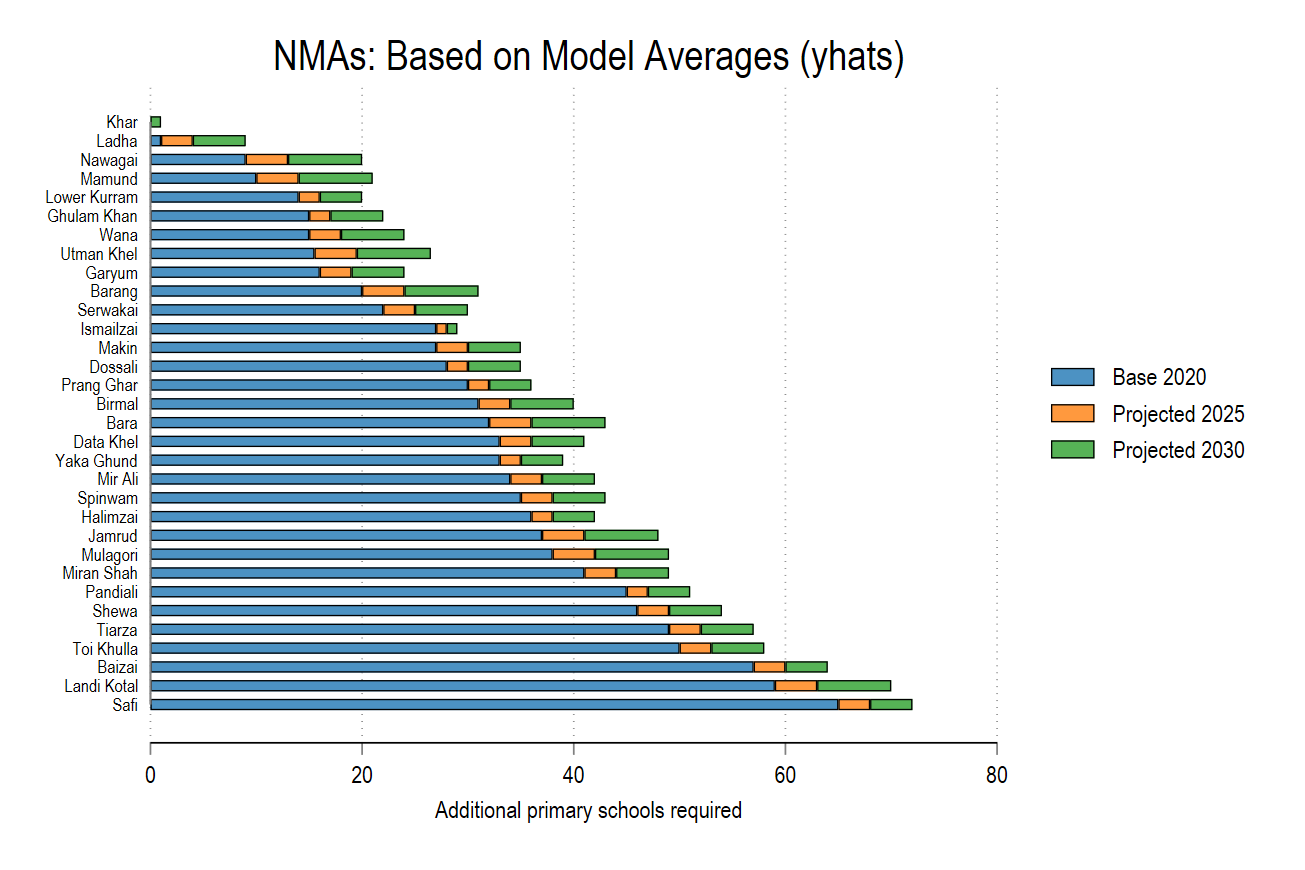 NMAs: Based on Model Averages (yhats)
Khar
Ladha
Nawagai
Mamund
Lower Kurram
Ghulam Khan
Wana
Utman Khel
Garyum
Barang
Serwakai
Ismailzai
Makin
Dossali
Prang Ghar
Birmal
Bara
Data Khel
Yaka Ghund
Mir Ali
Spinwam
Halimzai
Jamrud
Mulagori
Miran Shah
Pandiali
Shewa
Tiarza
Toi Khulla
Baizai
Landi Kotal
Safi
0 20 40 60 80
Additional primary schools required
Base 2020
Projected 2025
Projected 2030